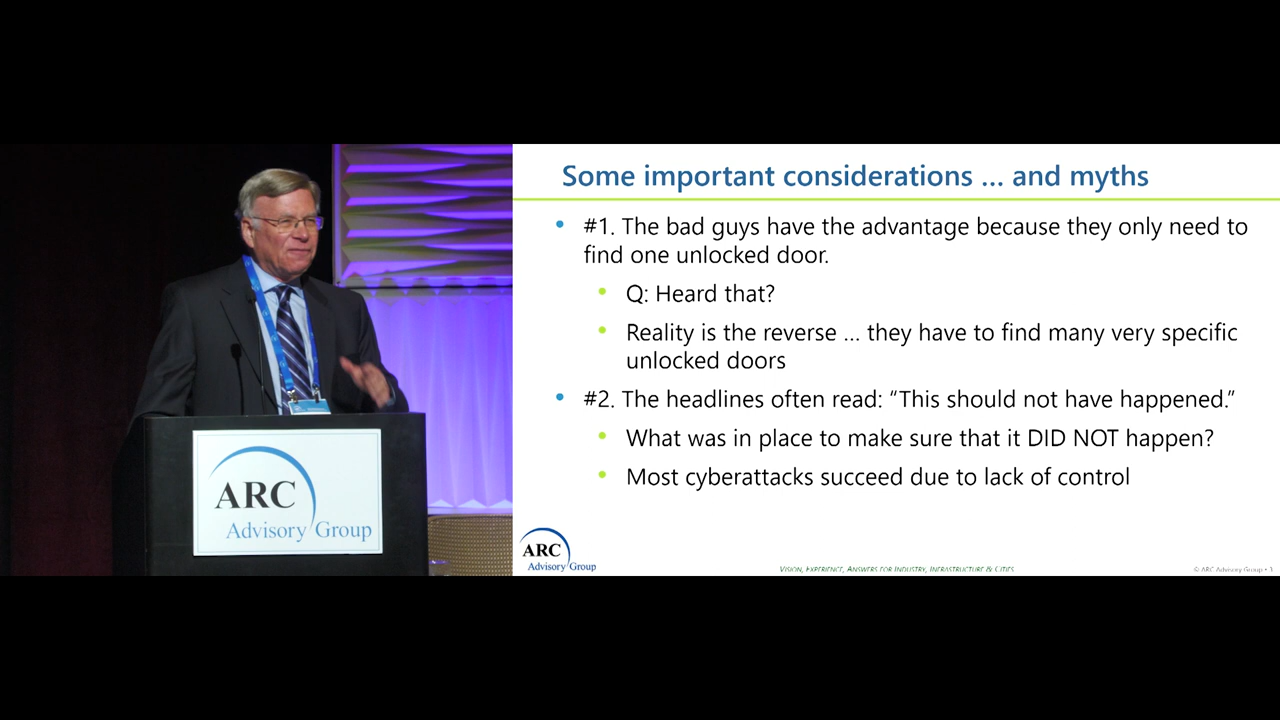 Some important considerations ... and myths
#1. The bad guys have the advantage because they only need to
find one unlocked door.
Q: Heard that?
Reality is the reverse ... they have to find many very specific
unlocked doors
#2. The headlines often read: “This should not have happened.”
What was in place to make sure that it DID NOT happen?
Most cyberattacks succeed due to lack of control
ARC
Advisory Group
ARC
Advisory Group
VISION, EXPERIENCE, ANSWERS FOR INDUSTRY, INFRASTRUCTURE & CITIES
© ARC Advisory Group • 3